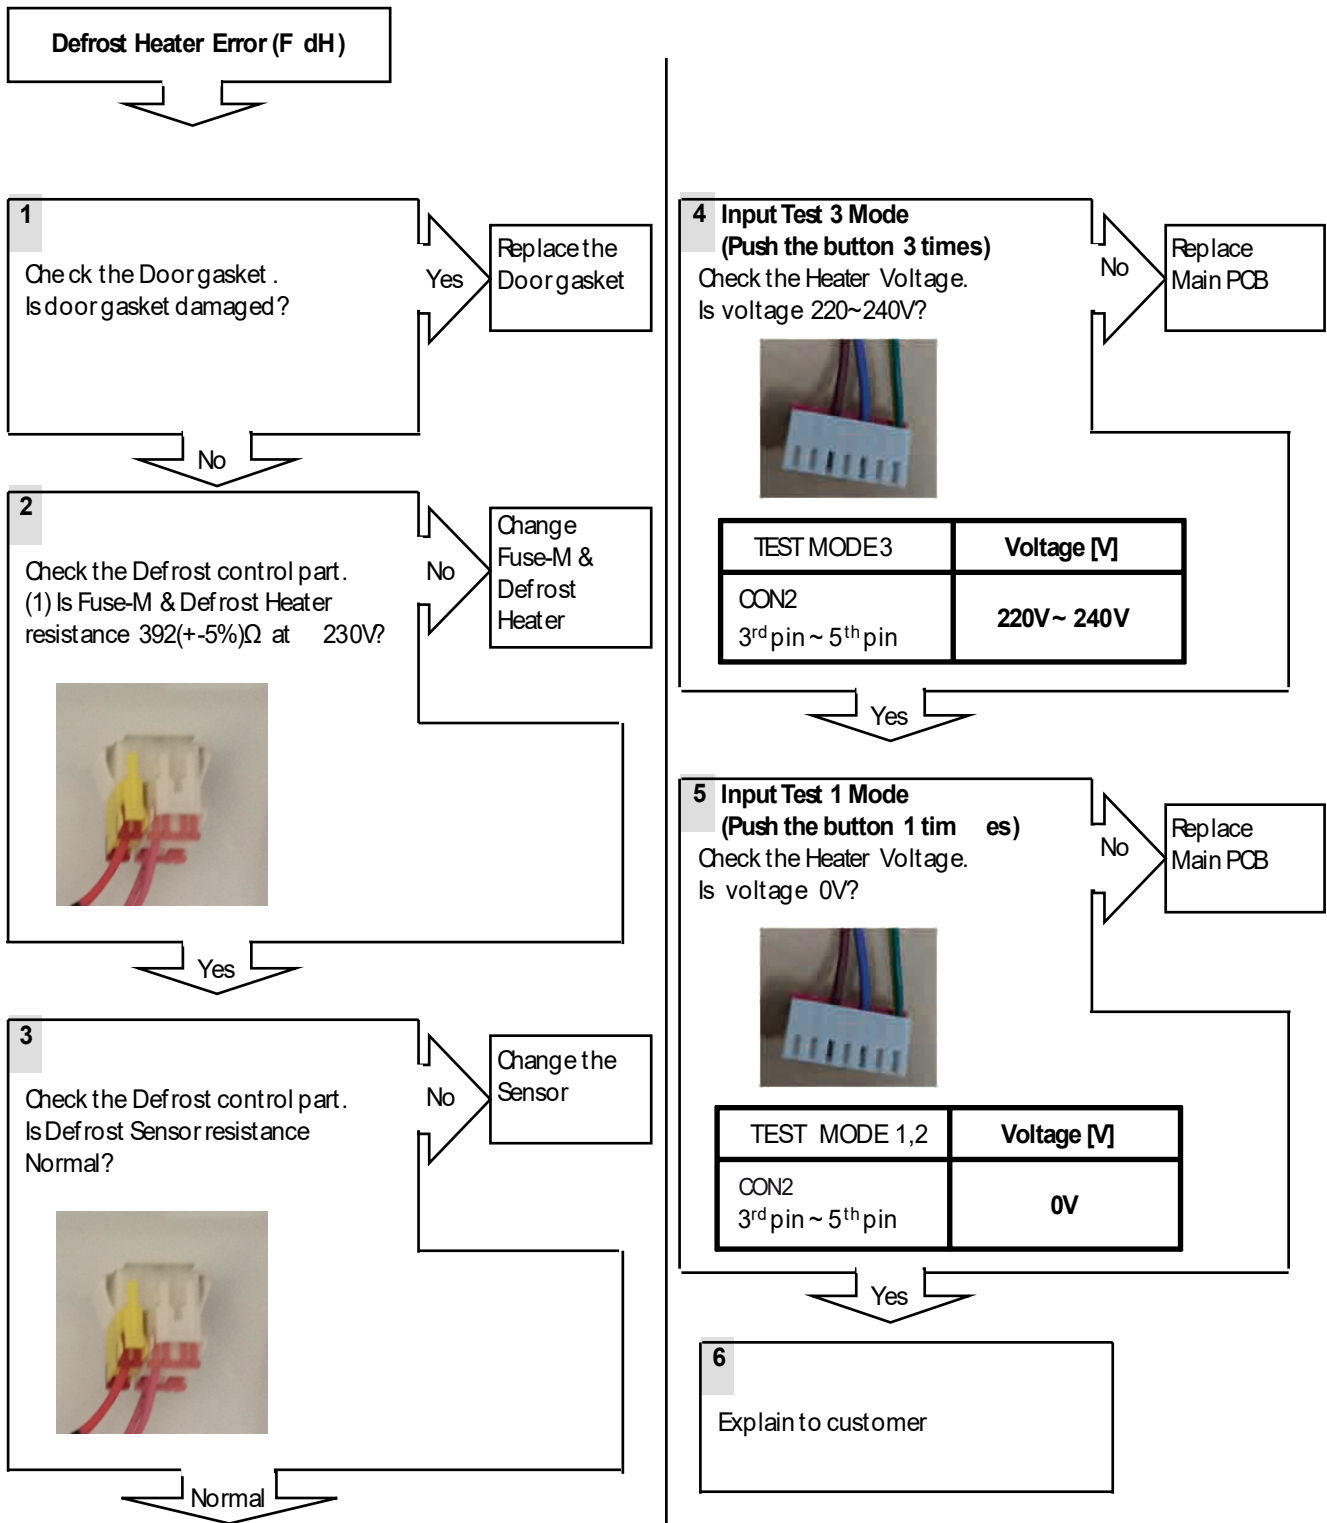 Defrost Heater Error (F dH)
1
Check the Door gasket .
Is door gasket damaged?
Yes
Replace the
Door gasket
No
2
Check the Defrost control part.
(1) Is Fuse-M & Defrost Heater
resistance 392(+-5%)Ω at 230V?
No
Change
Fuse-M &
Defrost
Heater
Yes
3
Check the Defrost control part.
Is Defrost Sensor resistance
Normal?
No
Change the
Sensor
Normal
4 Input Test 3 Mode
(Push the button 3 times)
Check the Heater Voltage.
Is voltage 220~240V?
No
Replace
Main PCB
TEST MODE 3 Voltage [V]
CON2
3rd pin ~ 5th pin
220V ~ 240V
Yes
5 Input Test 1 Mode
(Push the button 1 tim es)
Check the Heater Voltage.
Is voltage 0V?
No
Replace
Main PCB
TEST MODE 1,2 Voltage [V]
CON2
3rd pin ~ 5th pin
0V
Yes
6
Explain to customer